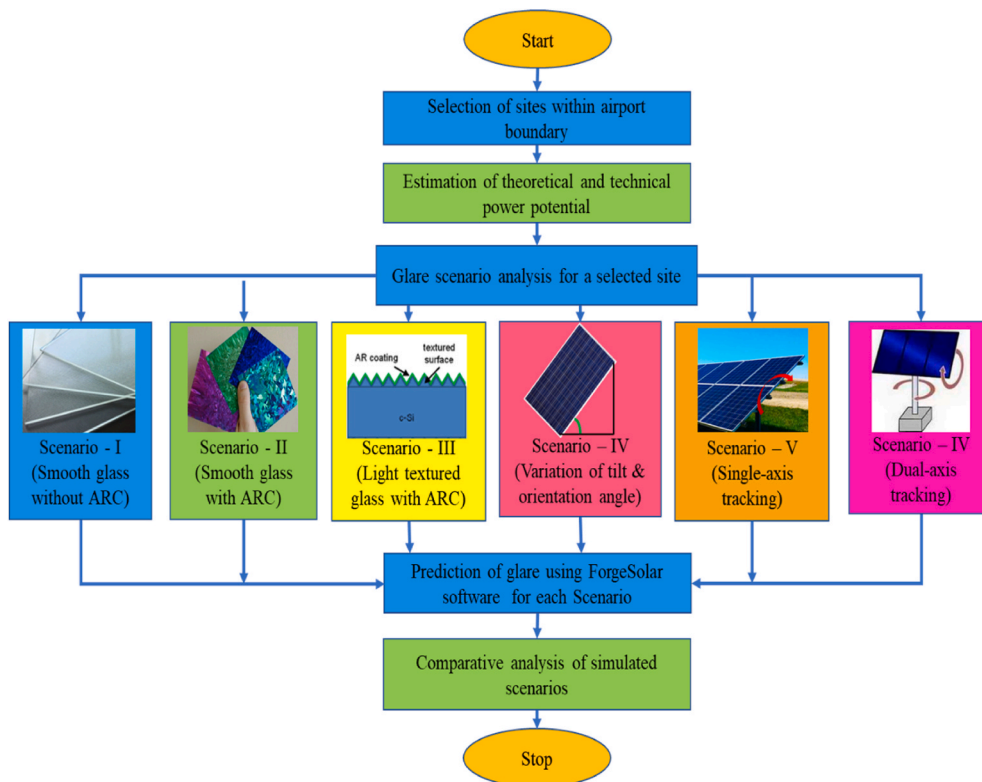 Start
Selection of sites within airport
boundary
Estimation of theoretical and technical
power potential
Glare scenario analysis for a selected site
Scenario - I
(Smooth glass
without ARC)
Scenario - II
(Smooth glass
with ARC)
AR coating
textured
surface
c-Si
Scenario - III
(Light textured
glass with ARC)
Scenario – IV
(Variation of tilt &
orientation angle)
Scenario – V
(Single-axis
tracking)
Scenario – IV
(Dual-axis
tracking)
Prediction of glare using ForgeSolar
software for each Scenario
Comparative analysis of simulated
scenarios
Stop